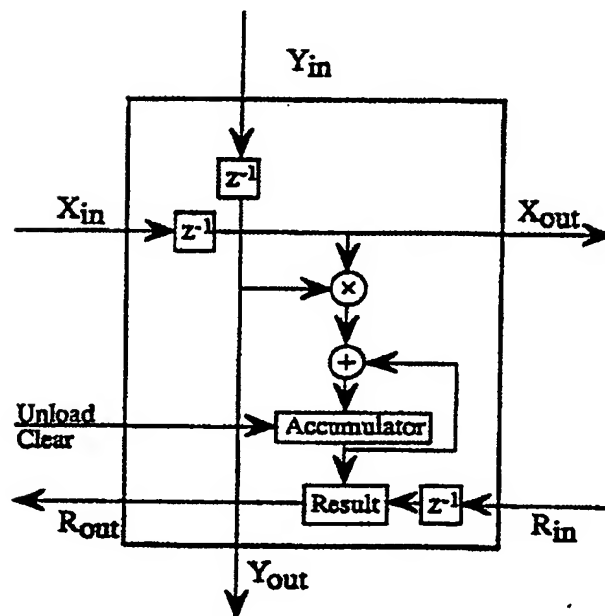 Yin
z-1
Xin
z-1
Xout
×
+
Unload
Clear
Accumulator
Result
z-1
Rout
Rin
Yout